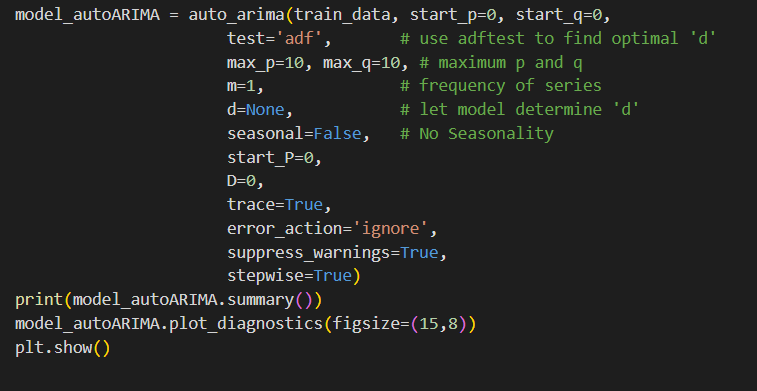 model_autoARIMA = auto_arima(train_data, start_p=0, start_q=0,
                      test='adf',       # use adftest to find optimal 'd'
                      max_p=10, max_q=10, # maximum p and q
                      m=1,              # frequency of series
                      d=None,           # let model determine 'd'
                      seasonal=False,   # No Seasonality
                      start_P=0,
                      D=0,
                      trace=True,
                      error_action='ignore',
                      suppress_warnings=True,
                      stepwise=True)
print(model_autoARIMA.summary())
model_autoARIMA.plot_diagnostics(figsize=(15,8))
plt.show()